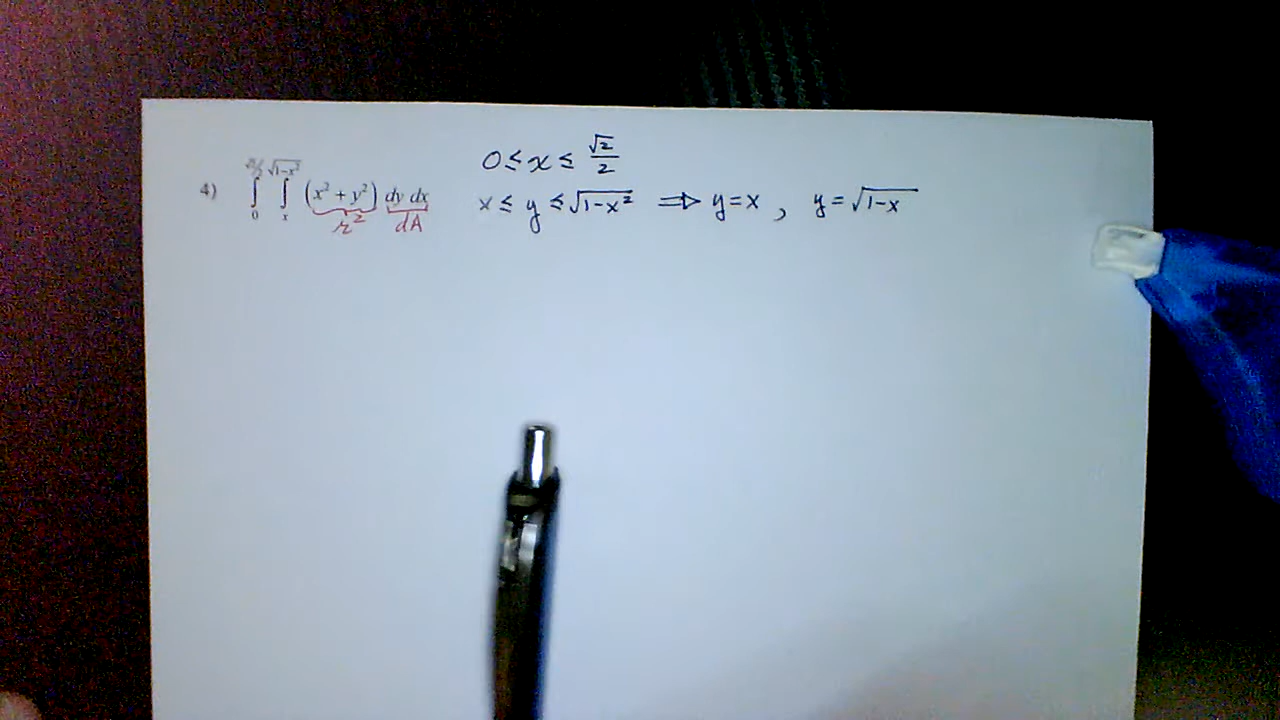 0 ≤ x ≤ √2/2
4) ∫₀^{√2/2} ∫ₓ^{√1-x²} (x² + y²) dy dx x ≤ y ≤ √1-x² ⟹ y=x , y=√1-x
r² dA